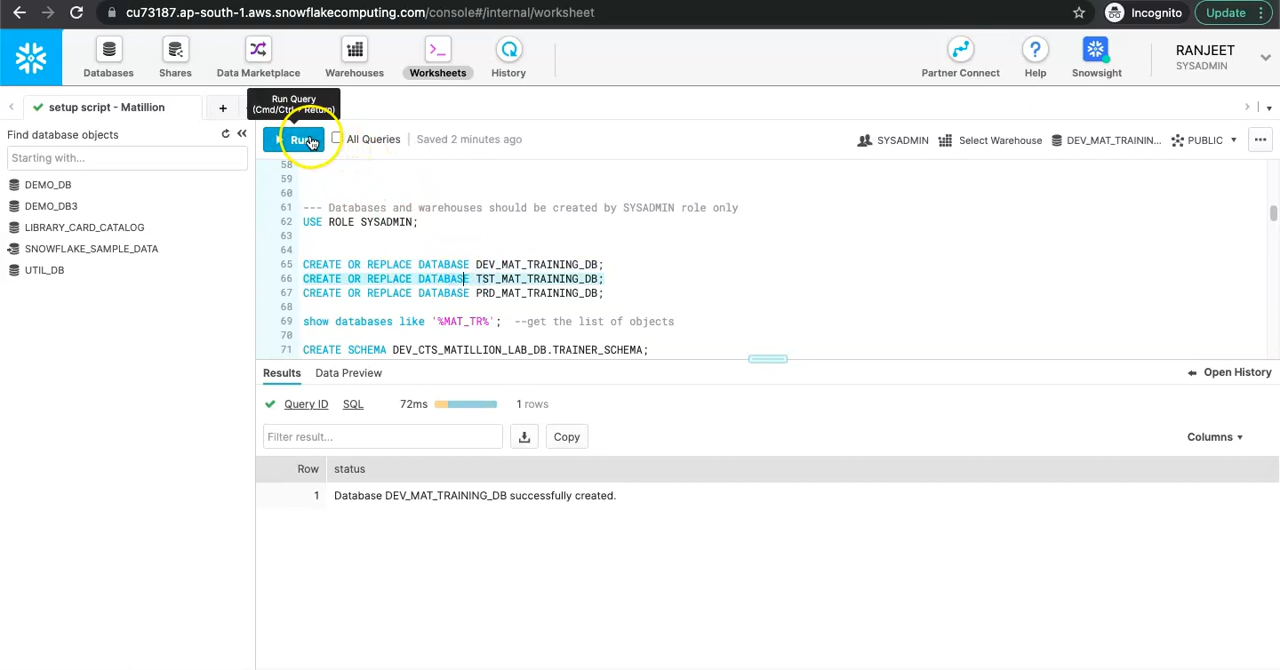 cu73187.ap-south-1.aws.snowflakecomputing.com/console#/internal/worksheet
Incognito
Update
Databases
Shares
Data Marketplace
Warehouses
Worksheets
History
Partner Connect
Help
Snowsight
RANJEET
SYSADMIN
setup script - Matillion
Run Query
(Cmd/Ctrl + Return)
Find database objects
Starting with...
DEMO_DB
DEMO_DB3
LIBRARY_CARD_CATALOG
SNOWFLAKE_SAMPLE_DATA
UTIL_DB
Run
All Queries
Saved 2 minutes ago
SYSADMIN
Select Warehouse
DEV_MAT_TRAININ...
PUBLIC
58
59
60
61 --- Databases and warehouses should be created by SYSADMIN role only
62 USE ROLE SYSADMIN;
63
64
65 CREATE OR REPLACE DATABASE DEV_MAT_TRAINING_DB;
66 CREATE OR REPLACE DATABASE TST_MAT_TRAINING_DB;
67 CREATE OR REPLACE DATABASE PRD_MAT_TRAINING_DB;
68
69 show databases like '%MAT_TR%'; --get the list of objects
70
71 CREATE SCHEMA DEV_CTS_MATILLION_LAB_DB.TRAINER_SCHEMA;
Results
Data Preview
Open History
Query ID
SQL
72ms
1 rows
Filter result...
Copy
Columns
Row status
1 Database DEV_MAT_TRAINING_DB successfully created.